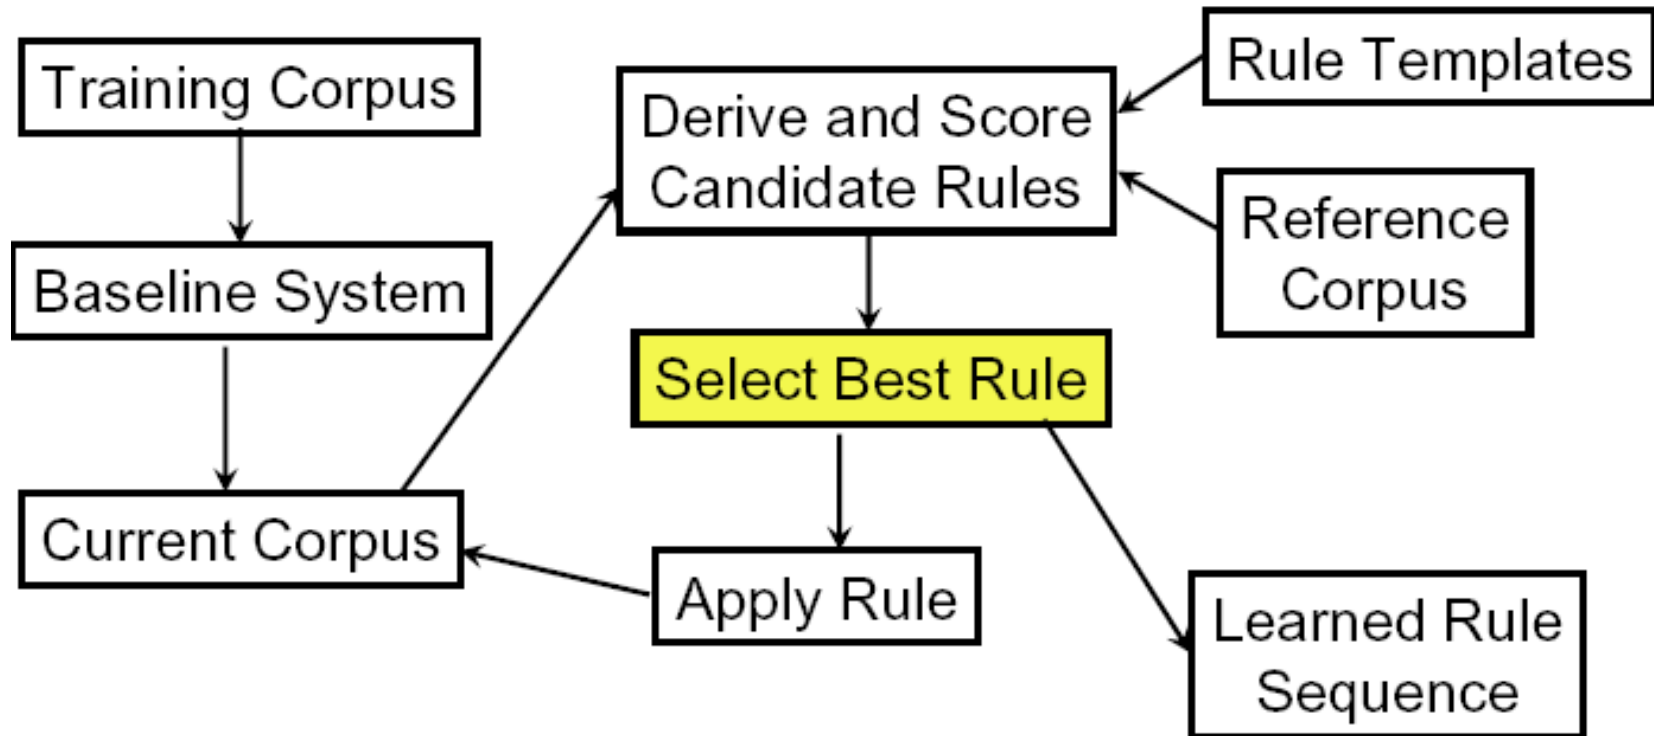 Training Corpus
Baseline System
Current Corpus
Derive and Score
Candidate Rules
Select Best Rule
Apply Rule
Rule Templates
Reference
Corpus
Learned Rule
Sequence